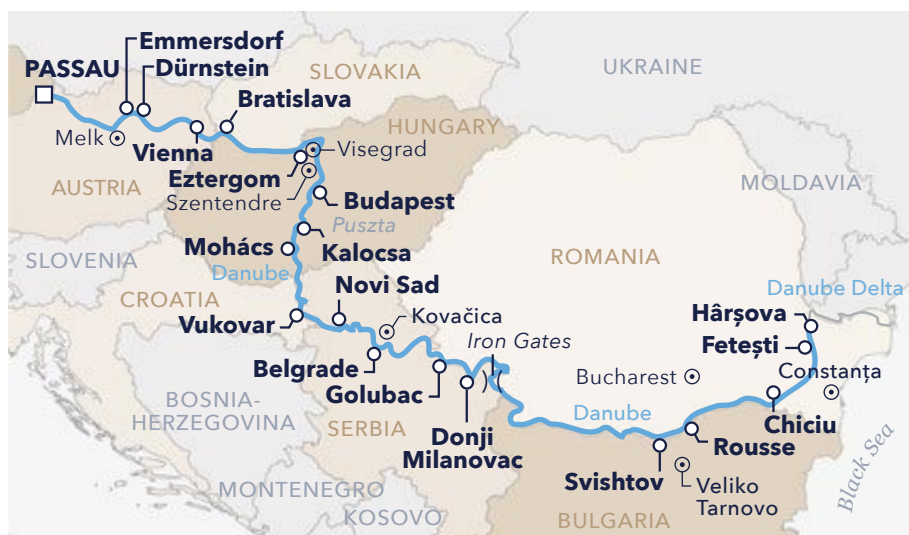 Emmersdorf
UKRAINE
PASSAU
Dürnstein
SLOVAKIA
Bratislava
HUNGARY
Melk
Vienna
Visegrad
Eztergom
AUSTRIA
Szentendre
Budapest
MOLDAVIA
Puszta
Mohács
Kalocsa
SLOVENIA
Danube
ROMANIA
CROATIA
Novi Sad
Danube Delta
Vukovar
Kovačica
Hârșova
Iron Gates
Belgrade
Fetești
Golubac
Bucharest
Constanța
BOSNIA-
HERZEGOVINA
Danube
Chiciu
SERBIA
Donji
Milanovac
Rousse
Black Sea
Svishtov
Veliko
Tarnovo
MONTENEGRO
KOSOVO
BULGARIA